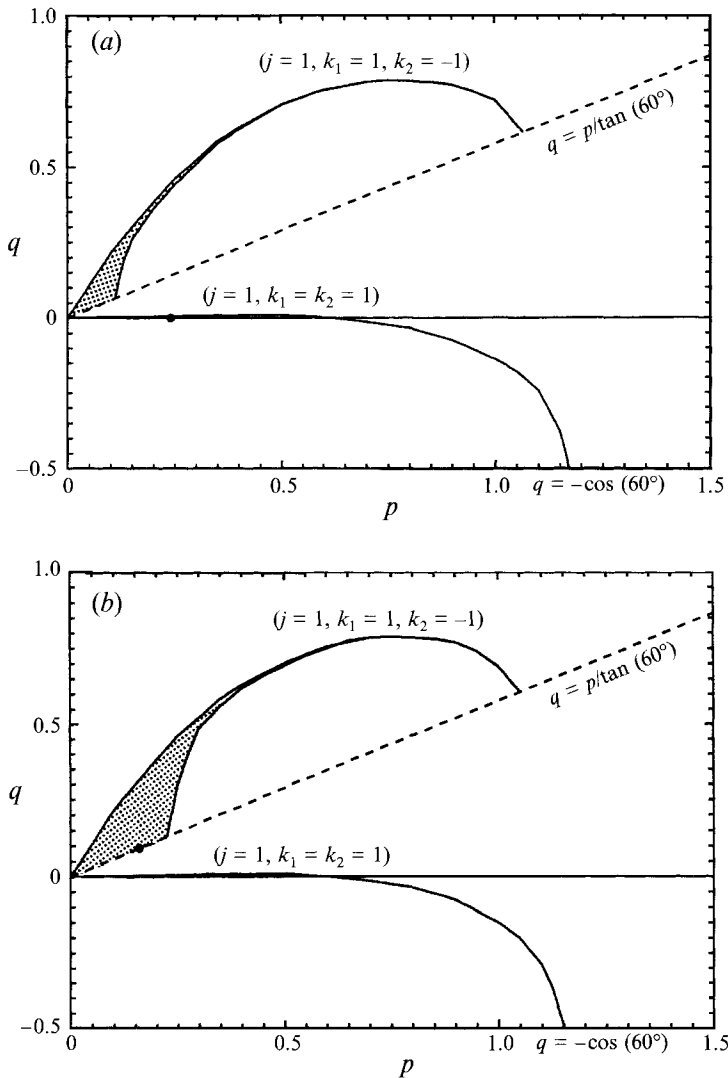 1.0
(a)
(j = 1, k₁ = 1, k₂ = −1)
q = p/tan (60°)
0.5
q
(j = 1, k₁ = k₂ = 1)
0
−0.5
0 0.5 1.0 q = −cos (60°) 1.5
p
1.0
(b)
(j = 1, k₁ = 1, k₂ = −1)
q = p/tan (60°)
0.5
q
(j = 1, k₁ = k₂ = 1)
0
−0.5
0 0.5 1.0 q = −cos (60°) 1.5
p